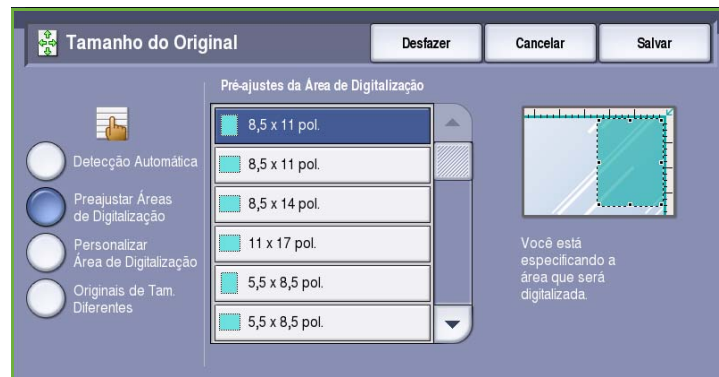 Tamanho do Original
Desfazer
Cancelar
Salvar
Pré-ajustes da Área de Digitalização
Detecção Automática
Preajustar Áreas
de Digitalização
Personalizar
Área de Digitalização
Originais de Tam.
Diferentes
8,5 x 11 pol.
8,5 x 11 pol.
8,5 x 14 pol.
11 x 17 pol.
5,5 x 8,5 pol.
5,5 x 8,5 pol.
Você está
especificando a
área que será
digitalizada.